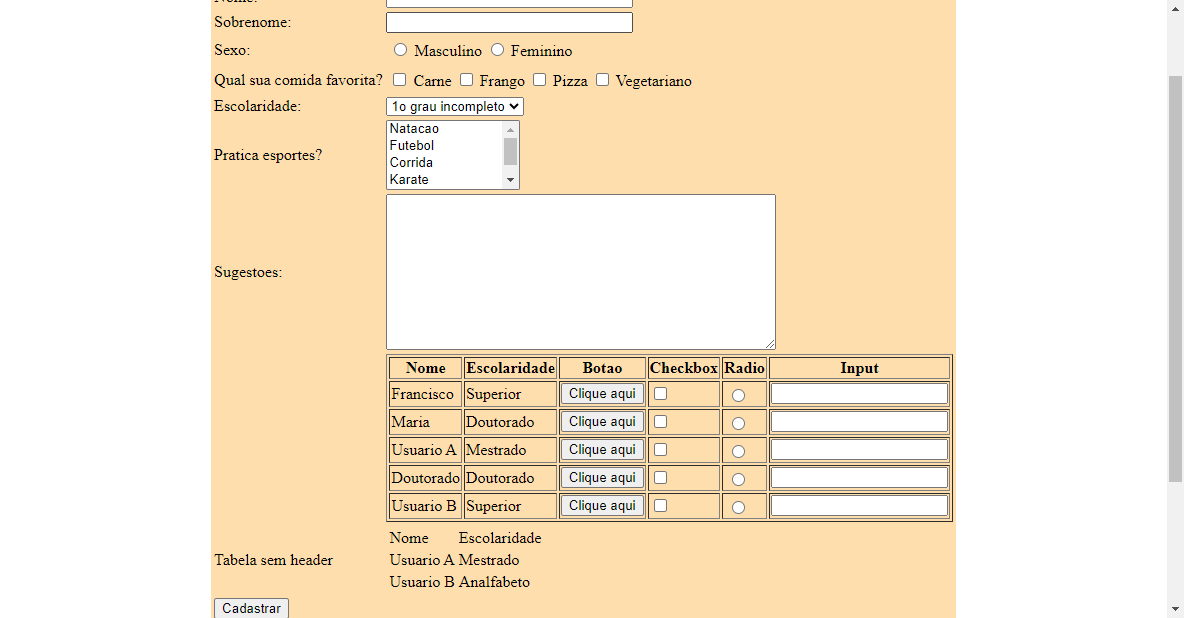 Nome:
Sobrenome:
Sexo: Masculino Feminino
Qual sua comida favorita? Carne Frango Pizza Vegetariano
Escolaridade: 1o grau incompleto
Pratica esportes?
Natacao
Futebol
Corrida
Karate
Sugestoes:
Nome Escolaridade Botao Checkbox Radio Input
Francisco Superior Clique aqui
Maria Doutorado Clique aqui
Usuario A Mestrado Clique aqui
Doutorado Doutorado Clique aqui
Usuario B Superior Clique aqui
Tabela sem header
Nome Escolaridade
Usuario A Mestrado
Usuario B Analfabeto
Cadastrar